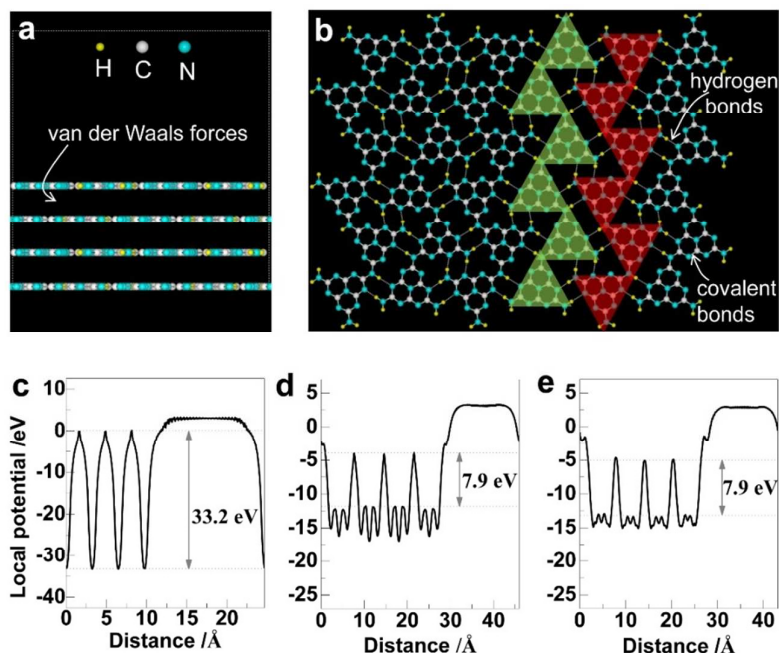 a
H C N
van der Waals forces
b
hydrogen
bonds
covalent
bonds
c
Local potential /eV
10
0
-10
-20
-30
-40
33.2 eV
0 5 10 15 20
Distance /Å
d
5
0
-5
-10
-15
-20
-25
7.9 eV
0 10 20 30 40
Distance /Å
e
5
0
-5
-10
-15
-20
-25
7.9 eV
0 10 20 30 40
Distance /Å